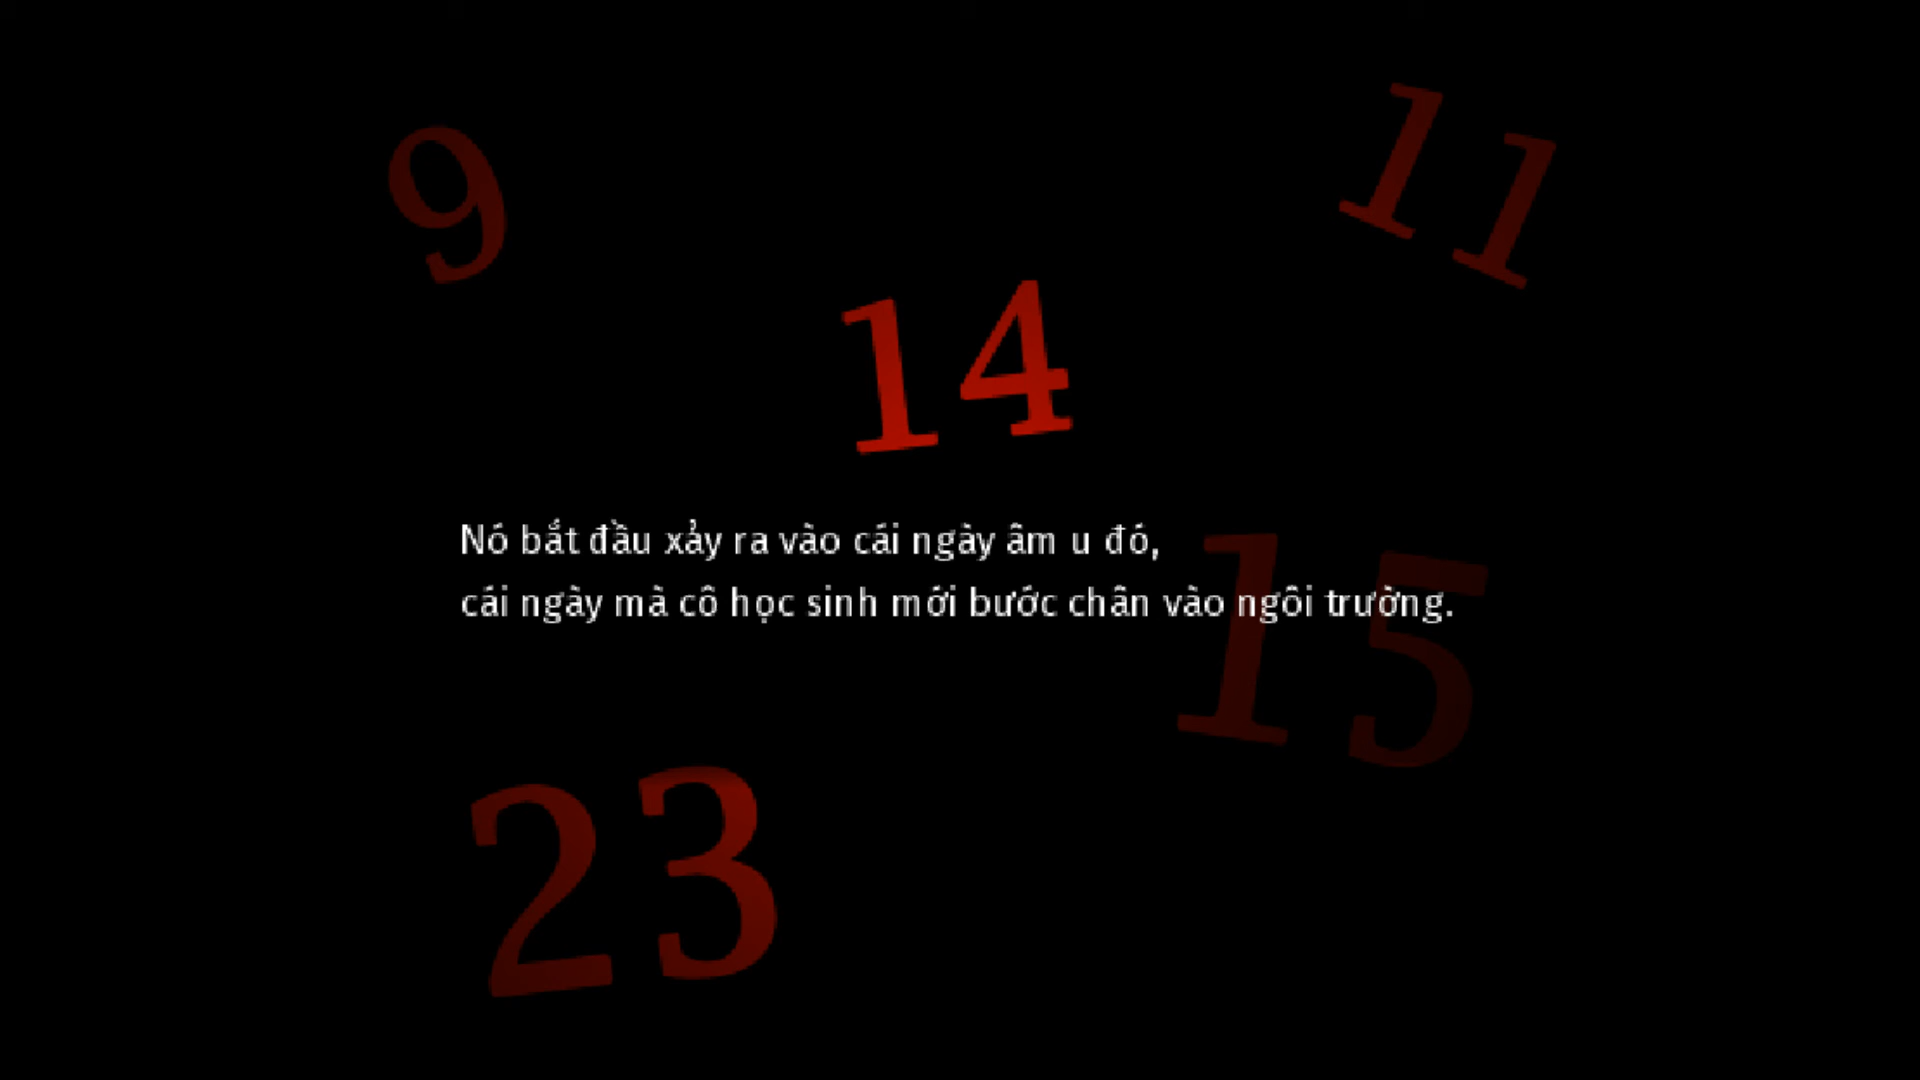 9
11
14
Nó bắt đầu xảy ra vào cái ngày âm u đó,
cái ngày mà cô học sinh mới bước chân vào ngôi trường.
15
23